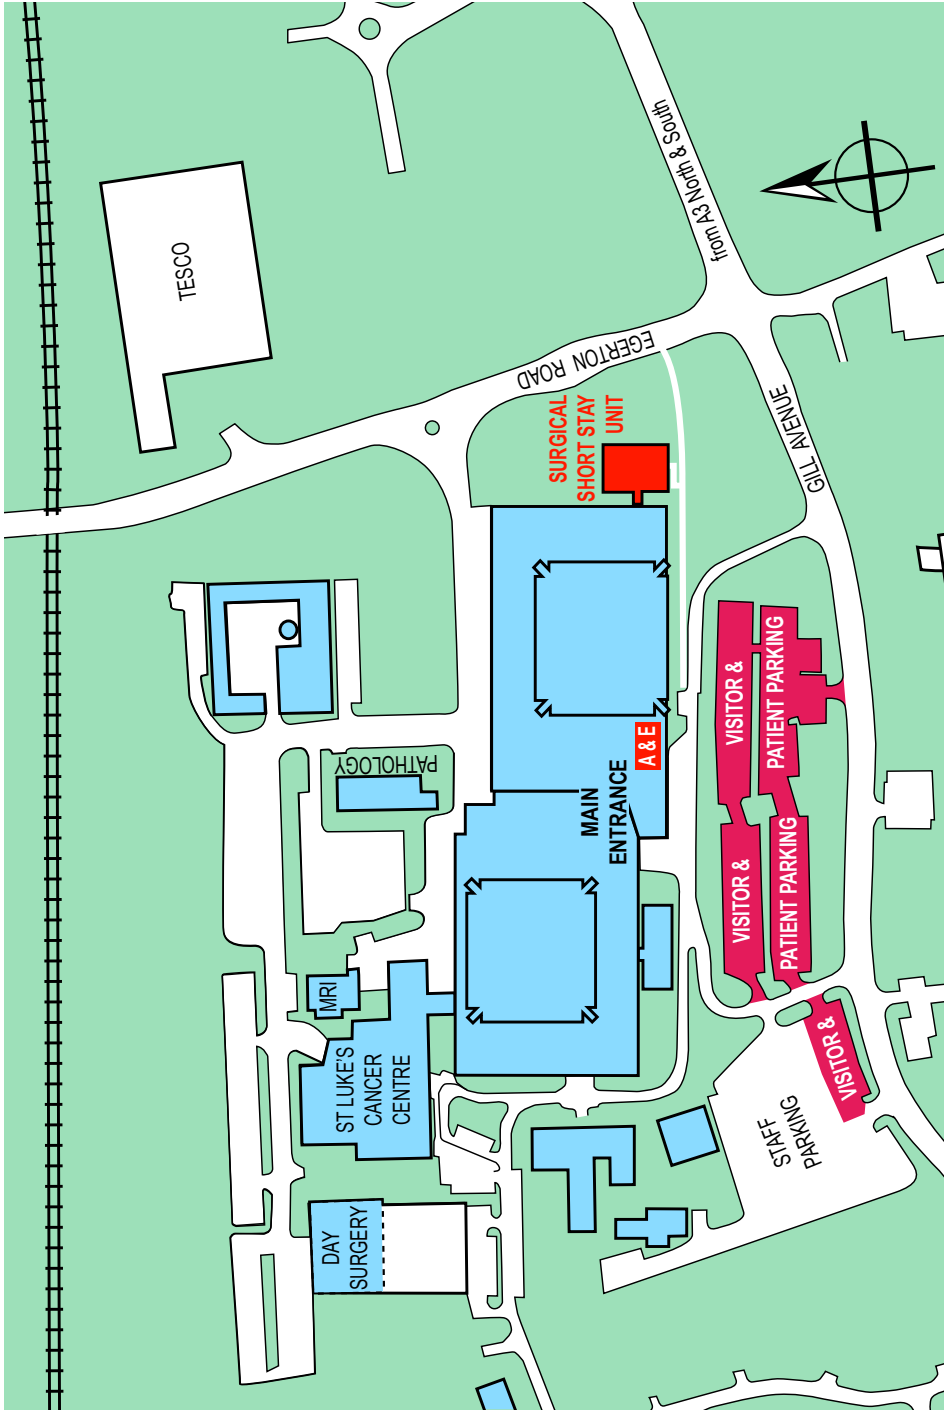 TESCO
from A3 North & South
EGERTON ROAD
SURGICAL
SHORT STAY
UNIT
GILL AVENUE
PATHOLOGY
A & E
MAIN
ENTRANCE
VISITOR &
PATIENT PARKING
VISITOR &
PATIENT PARKING
VISITOR &
MRI
ST LUKE'S
CANCER
CENTRE
STAFF
PARKING
DAY
SURGERY